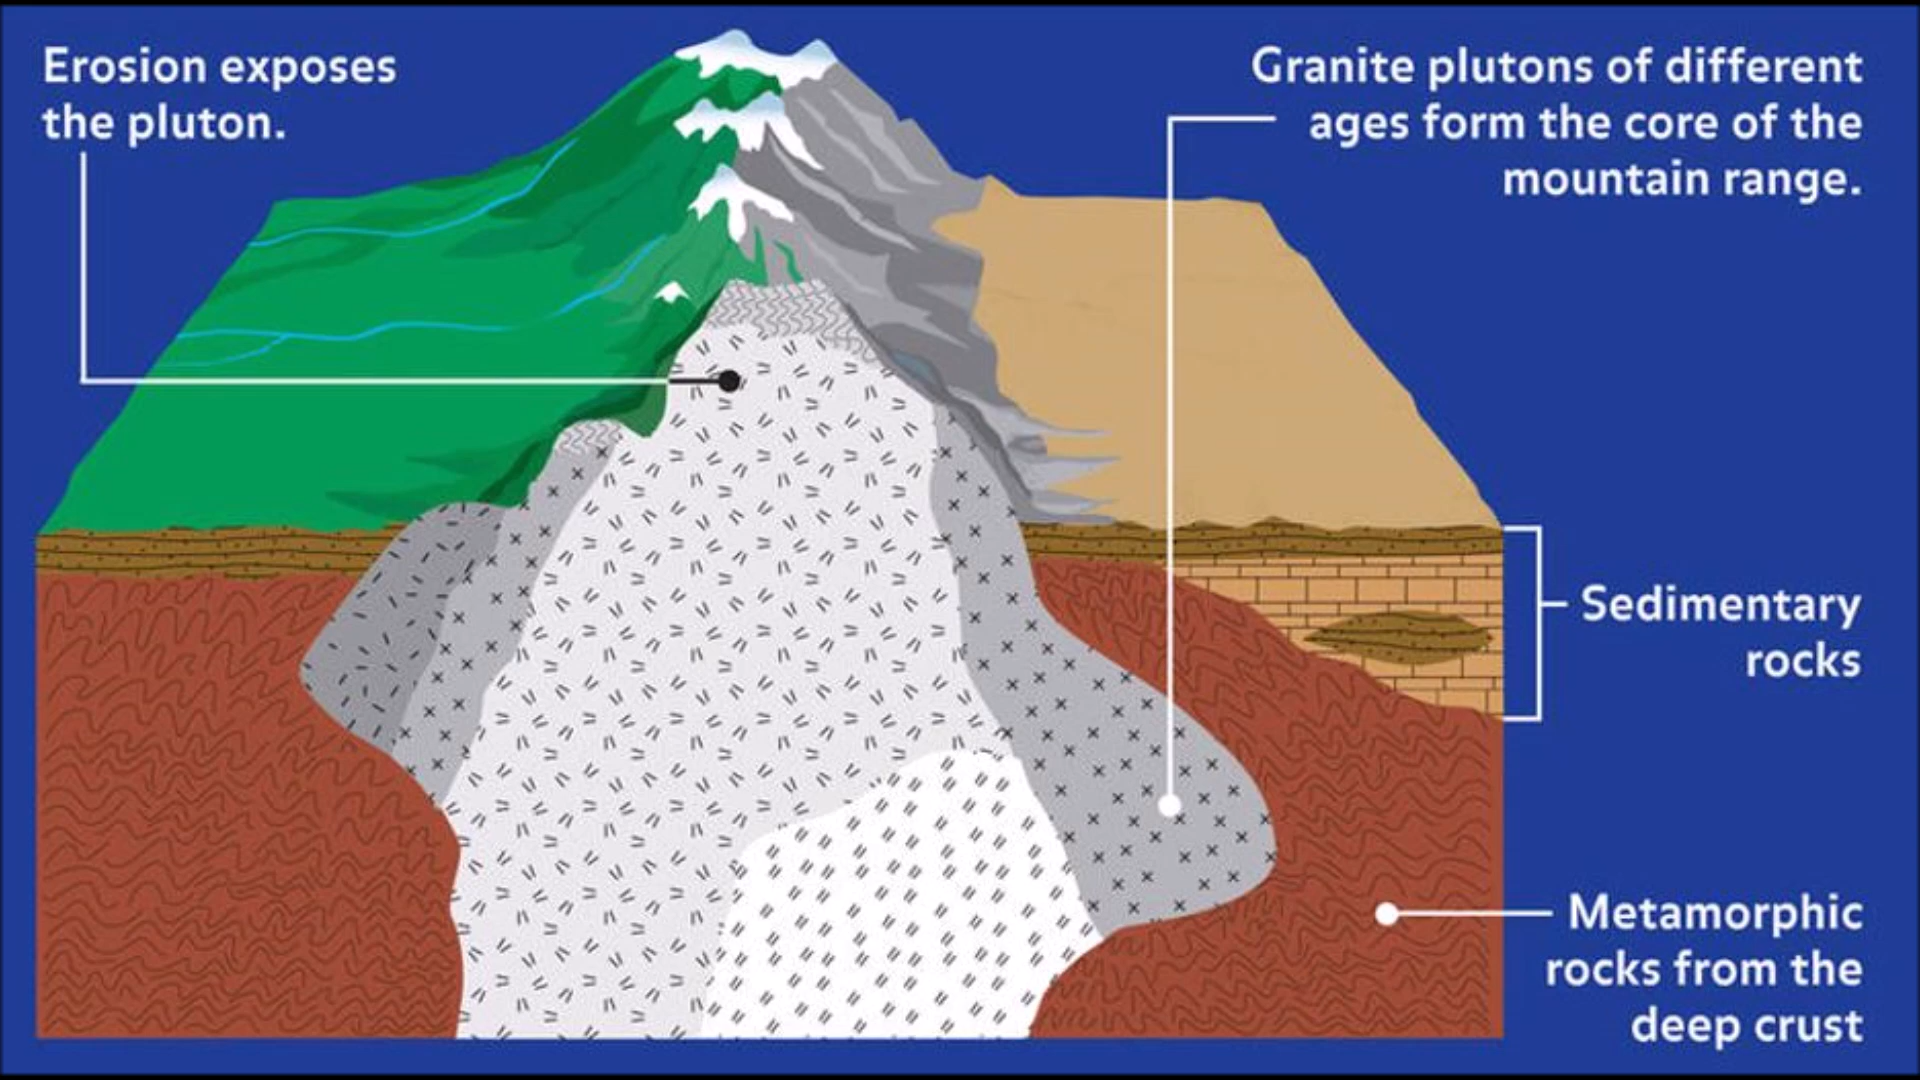 Erosion exposes
the pluton.
Granite plutons of different
ages form the core of the
mountain range.
Sedimentary
rocks
Metamorphic
rocks from the
deep crust